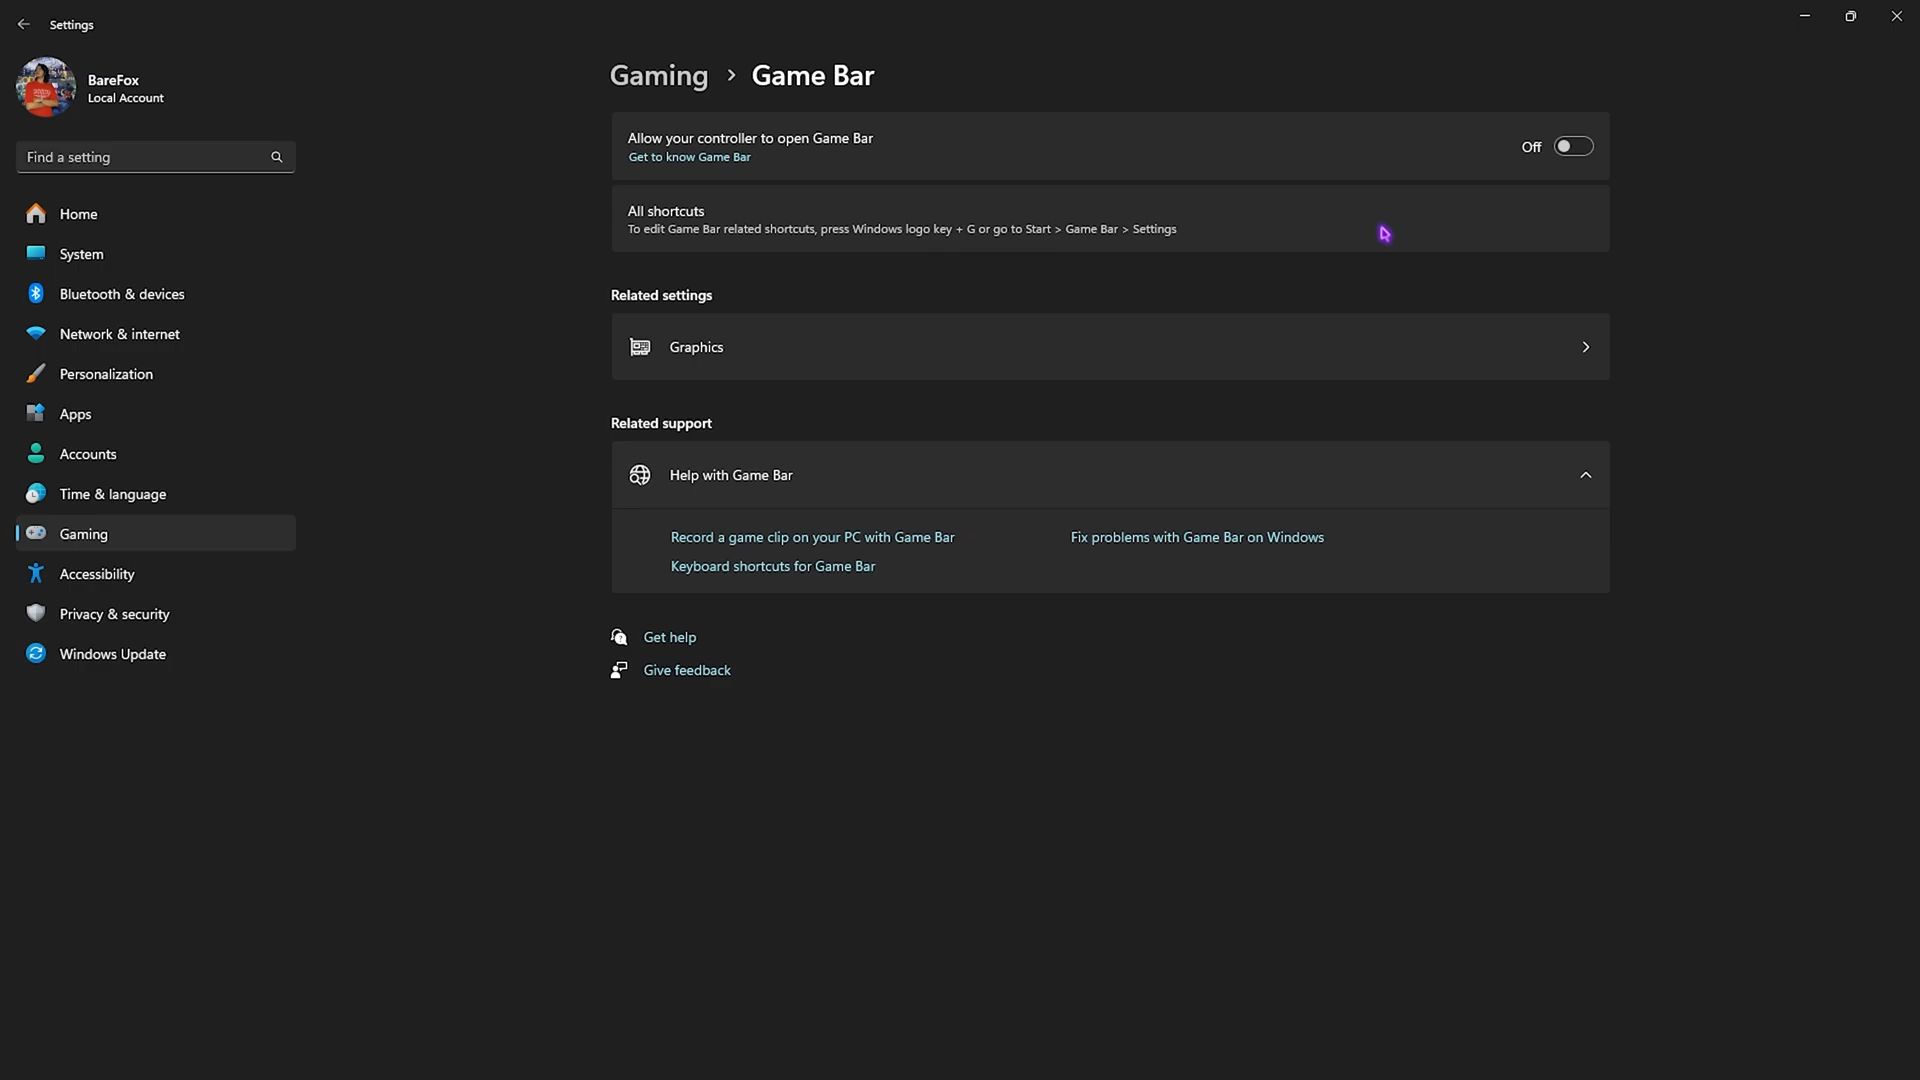 Settings
BareFox
Local Account
Find a setting
Home
System
Bluetooth & devices
Network & internet
Personalization
Apps
Accounts
Time & language
Gaming
Accessibility
Privacy & security
Windows Update
Gaming > Game Bar
Allow your controller to open Game Bar
Get to know Game Bar
Off
All shortcuts
To edit Game Bar related shortcuts, press Windows logo key + G or go to Start > Game Bar > Settings
Related settings
Graphics
Related support
Help with Game Bar
Record a game clip on your PC with Game Bar
Fix problems with Game Bar on Windows
Keyboard shortcuts for Game Bar
Get help
Give feedback